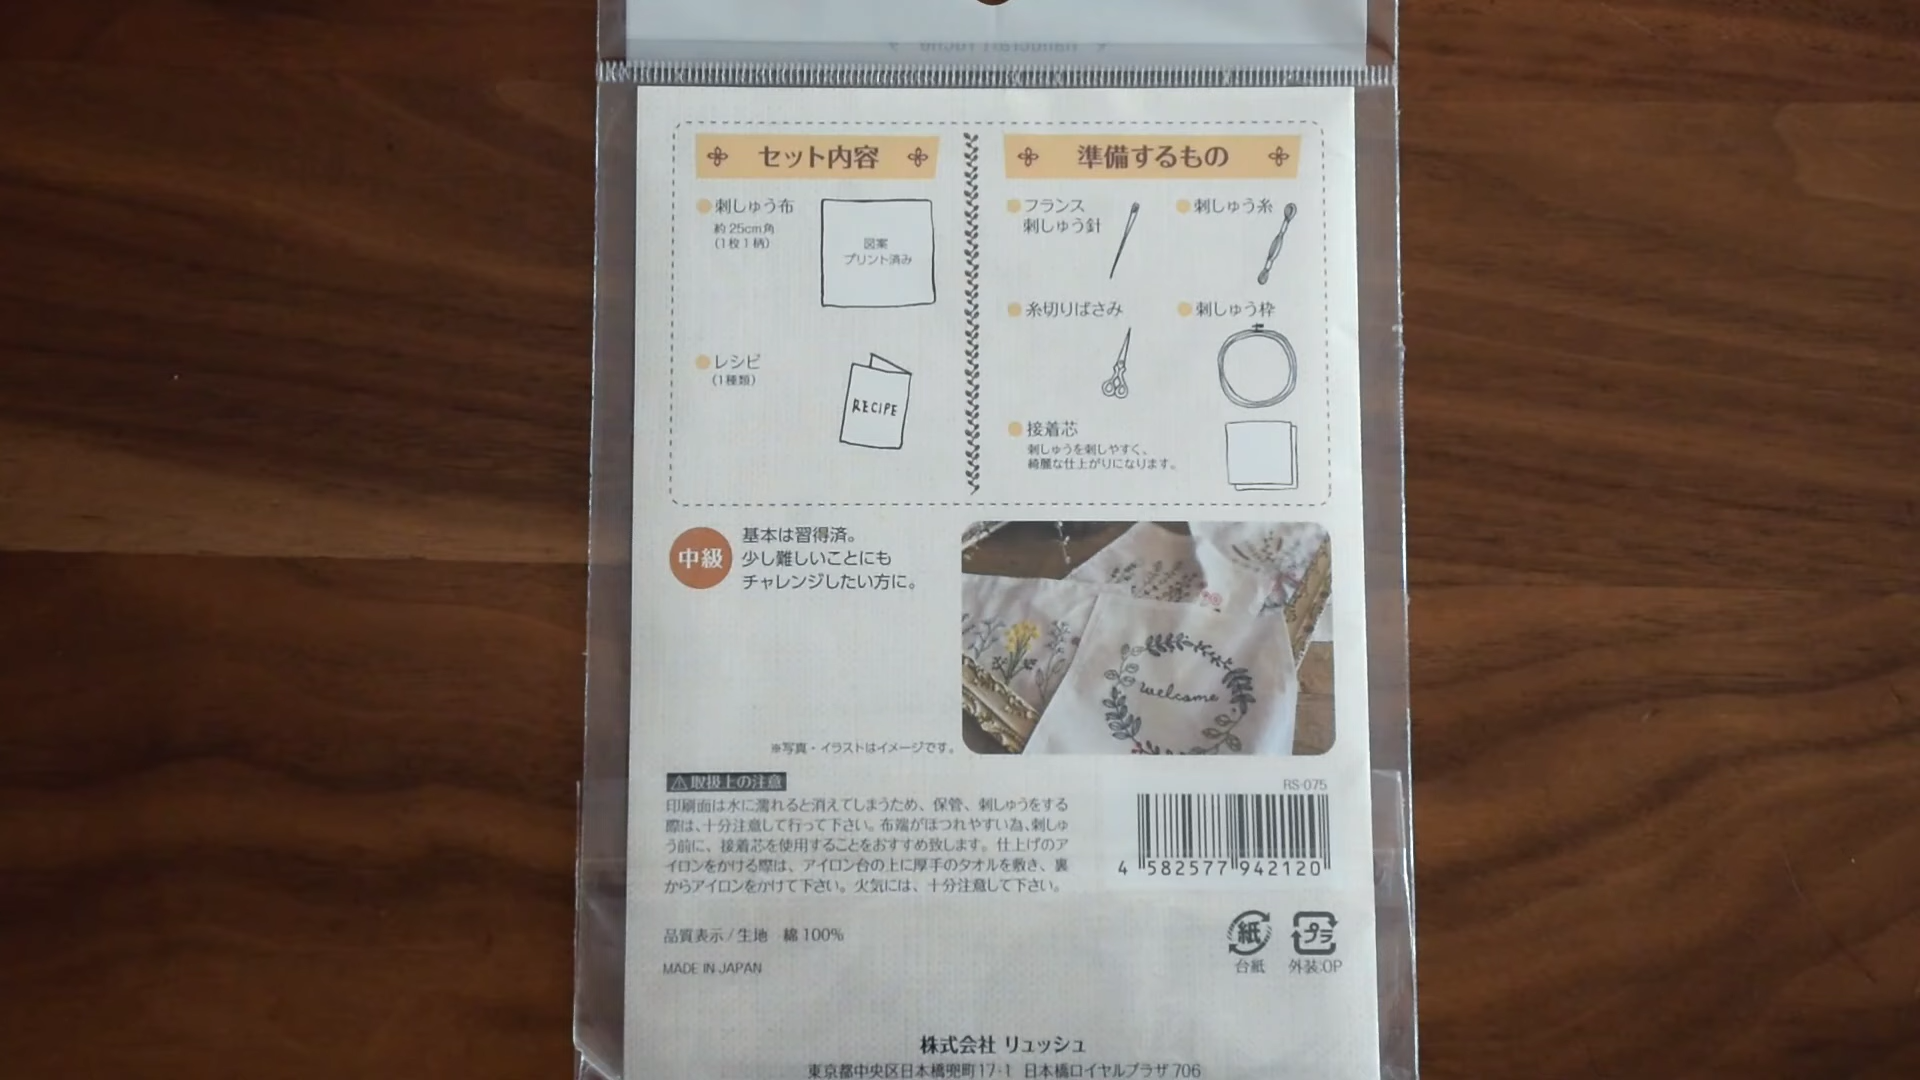 セット内容
刺しゅう布
約25cm角
（1枚1柄）
図案
プリント済み
レシピ
（1種類）
RECIPE
準備するもの
フランス
刺しゅう針
刺しゅう糸
糸切りばさみ
刺しゅう枠
接着芯
刺しゅうを刺しやすく、
綺麗な仕上がりになります。
中級
基本は習得済。
少し難しいことにも
チャレンジしたい方に。
welcome
※写真・イラストはイメージです。
⚠取扱上の注意
印刷面は水に濡れると消えてしまうため、保管、刺しゅうをする
際は、十分注意して行って下さい。布端がほつれやすい為、刺しゅ
う前に、接着芯を使用することをおすすめ致します。仕上げのア
イロンをかける際は、アイロン台の上に厚手のタオルを敷き、裏
からアイロンをかけて下さい。火気には、十分注意して下さい。
RS-075
4 582577 942120
品質表示/生地 綿100%
MADE IN JAPAN
紙
台紙
プラ
外装:OP
株式会社 リュッシュ
東京都中央区日本橋兜町17-1 日本橋ロイヤルプラザ706